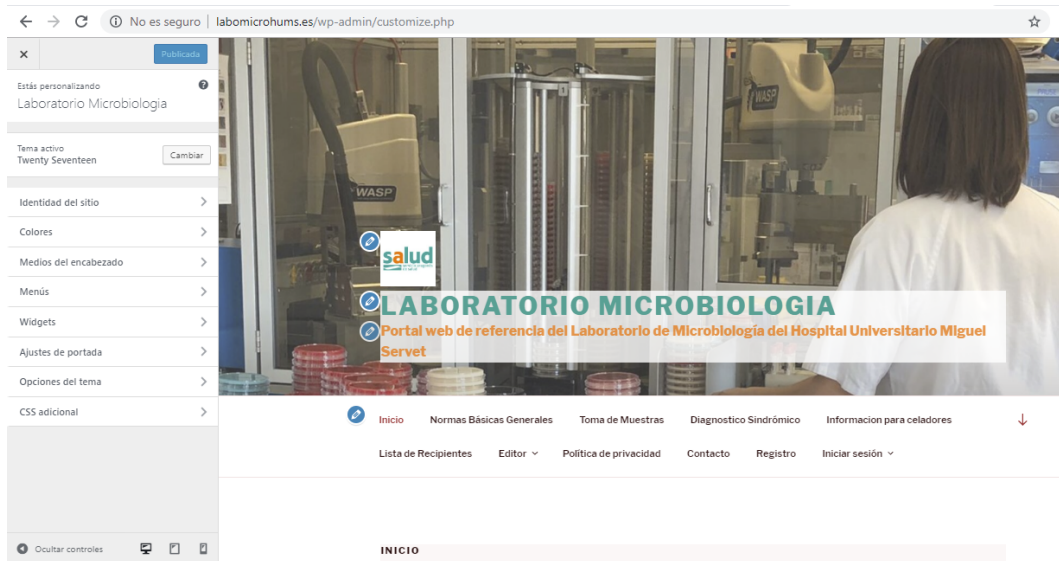 No es seguro | labomicrohums.es/wp-admin/customize.php
Publicada
Estás personalizando
Laboratorio Microbiologia
Tema activo
Twenty Seventeen
Cambiar
Identidad del sitio
Colores
Medios del encabezado
Menús
Widgets
Ajustes de portada
Opciones del tema
CSS adicional
Ocultar controles
WASP
WASP
1
salud
LABORATORIO MICROBIOLOGIA
Portal web de referencia del Laboratorio de Microbiología del Hospital Universitario Miguel
Servet
Inicio Normas Básicas Generales Toma de Muestras Diagnostico Sindrómico Informacion para celadores
Lista de Recipientes Editor Política de privacidad Contacto Registro Iniciar sesión
INICIO